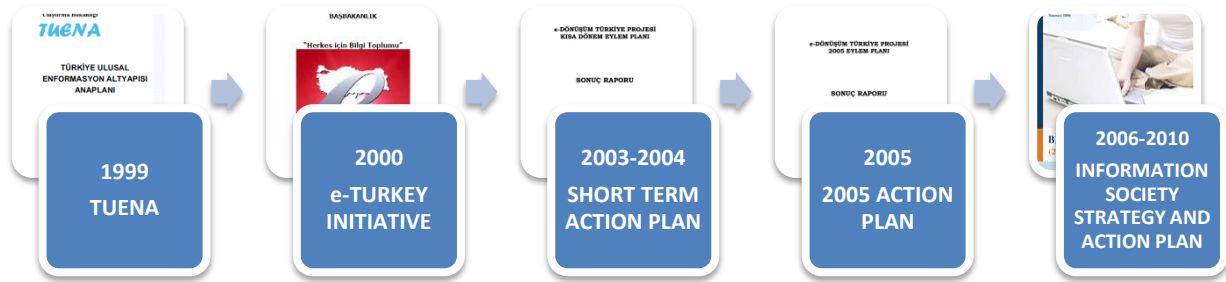 Ulaştırma Bakanlığı
TUENA
TÜRKİYE ULUSAL
ENFORMASYON ALTYAPISI
ANAPLANI
1999
TUENA
BAŞBAKANLIK
"Herkes için Bilgi Toplumu"
2000
e-TURKEY
INITIATIVE
e-DÖNÜŞÜM TÜRKİYE PROJESİ
KISA DÖNEM EYLEM PLANI
SONUÇ RAPORU
2003-2004
SHORT TERM
ACTION PLAN
e-DÖNÜŞÜM TÜRKİYE PROJESİ
2005 EYLEM PLANI
SONUÇ RAPORU
2005
2005 ACTION
PLAN
2006-2010
INFORMATION
SOCIETY
STRATEGY AND
ACTION PLAN